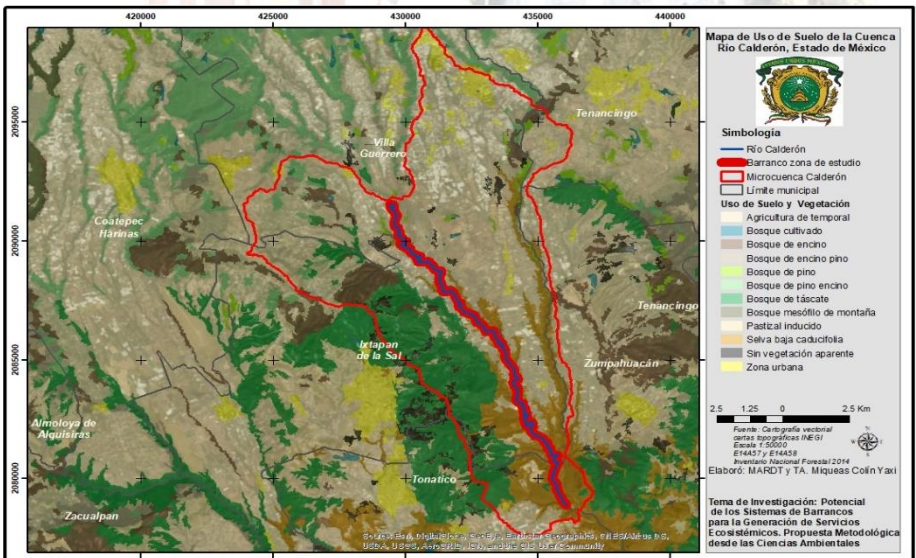 420000 425000 430000 435000 440000
2095000
2090000
2085000
2080000
Tenancingo
Villa
Guerrero
Coatepec
Harinas
Tenancingo
Ixtapan
de la Sal
Zumpahuacán
Almoloya de
Alquisiras
Tonatico
Zacualpan
Mapa de Uso de Suelo de la Cuenca
Río Calderón, Estado de México
Simbología
Río Calderón
Barranco zona de estudio
Microcuenca Calderón
Límite municipal
Uso de Suelo y Vegetación
Agricultura de temporal
Bosque cultivado
Bosque de encino
Bosque de encino pino
Bosque de pino
Bosque de pino encino
Bosque de táscate
Bosque mesófilo de montaña
Pastizal inducido
Selva baja caducifolia
Sin vegetación aparente
Zona urbana
2.5 1.25 0 2.5 Km
Fuente: Cartografía vectorial
cartas topográficas INEGI
Escala 1:50000
E14A57 y E14A58
Inventario Nacional Forestal 2014
Elaboró: MARDT y TA. Miqueas Colín Yaxi
Tema de Investigación: Potencial
de los Sistemas de Barrancos
para la Generación de Servicios
Ecosistémicos. Propuesta Metodológica
desde las Ciencias Ambientales